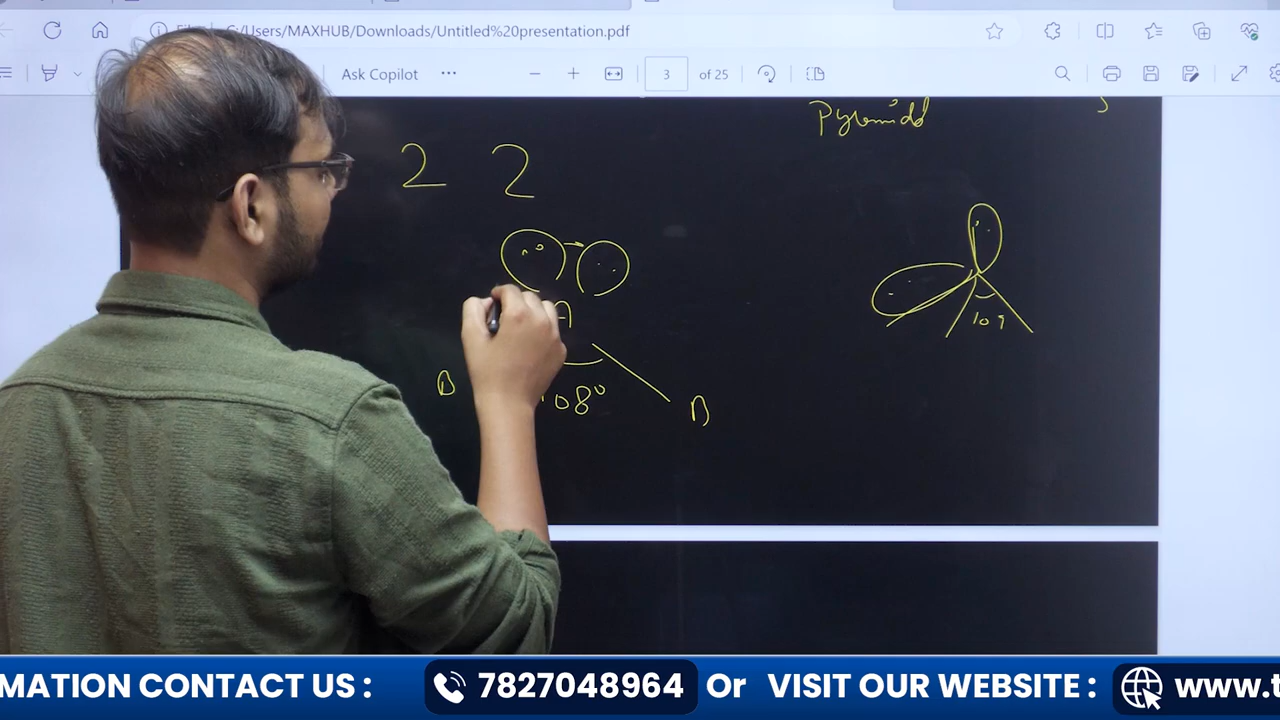 C:/Users/MAXHUB/Downloads/Untitled%20presentation.pdf
Ask Copilot ... 3 of 25
2 2
A
B 108° B
109
MATION CONTACT US : 7827048964 Or VISIT OUR WEBSITE : www.t